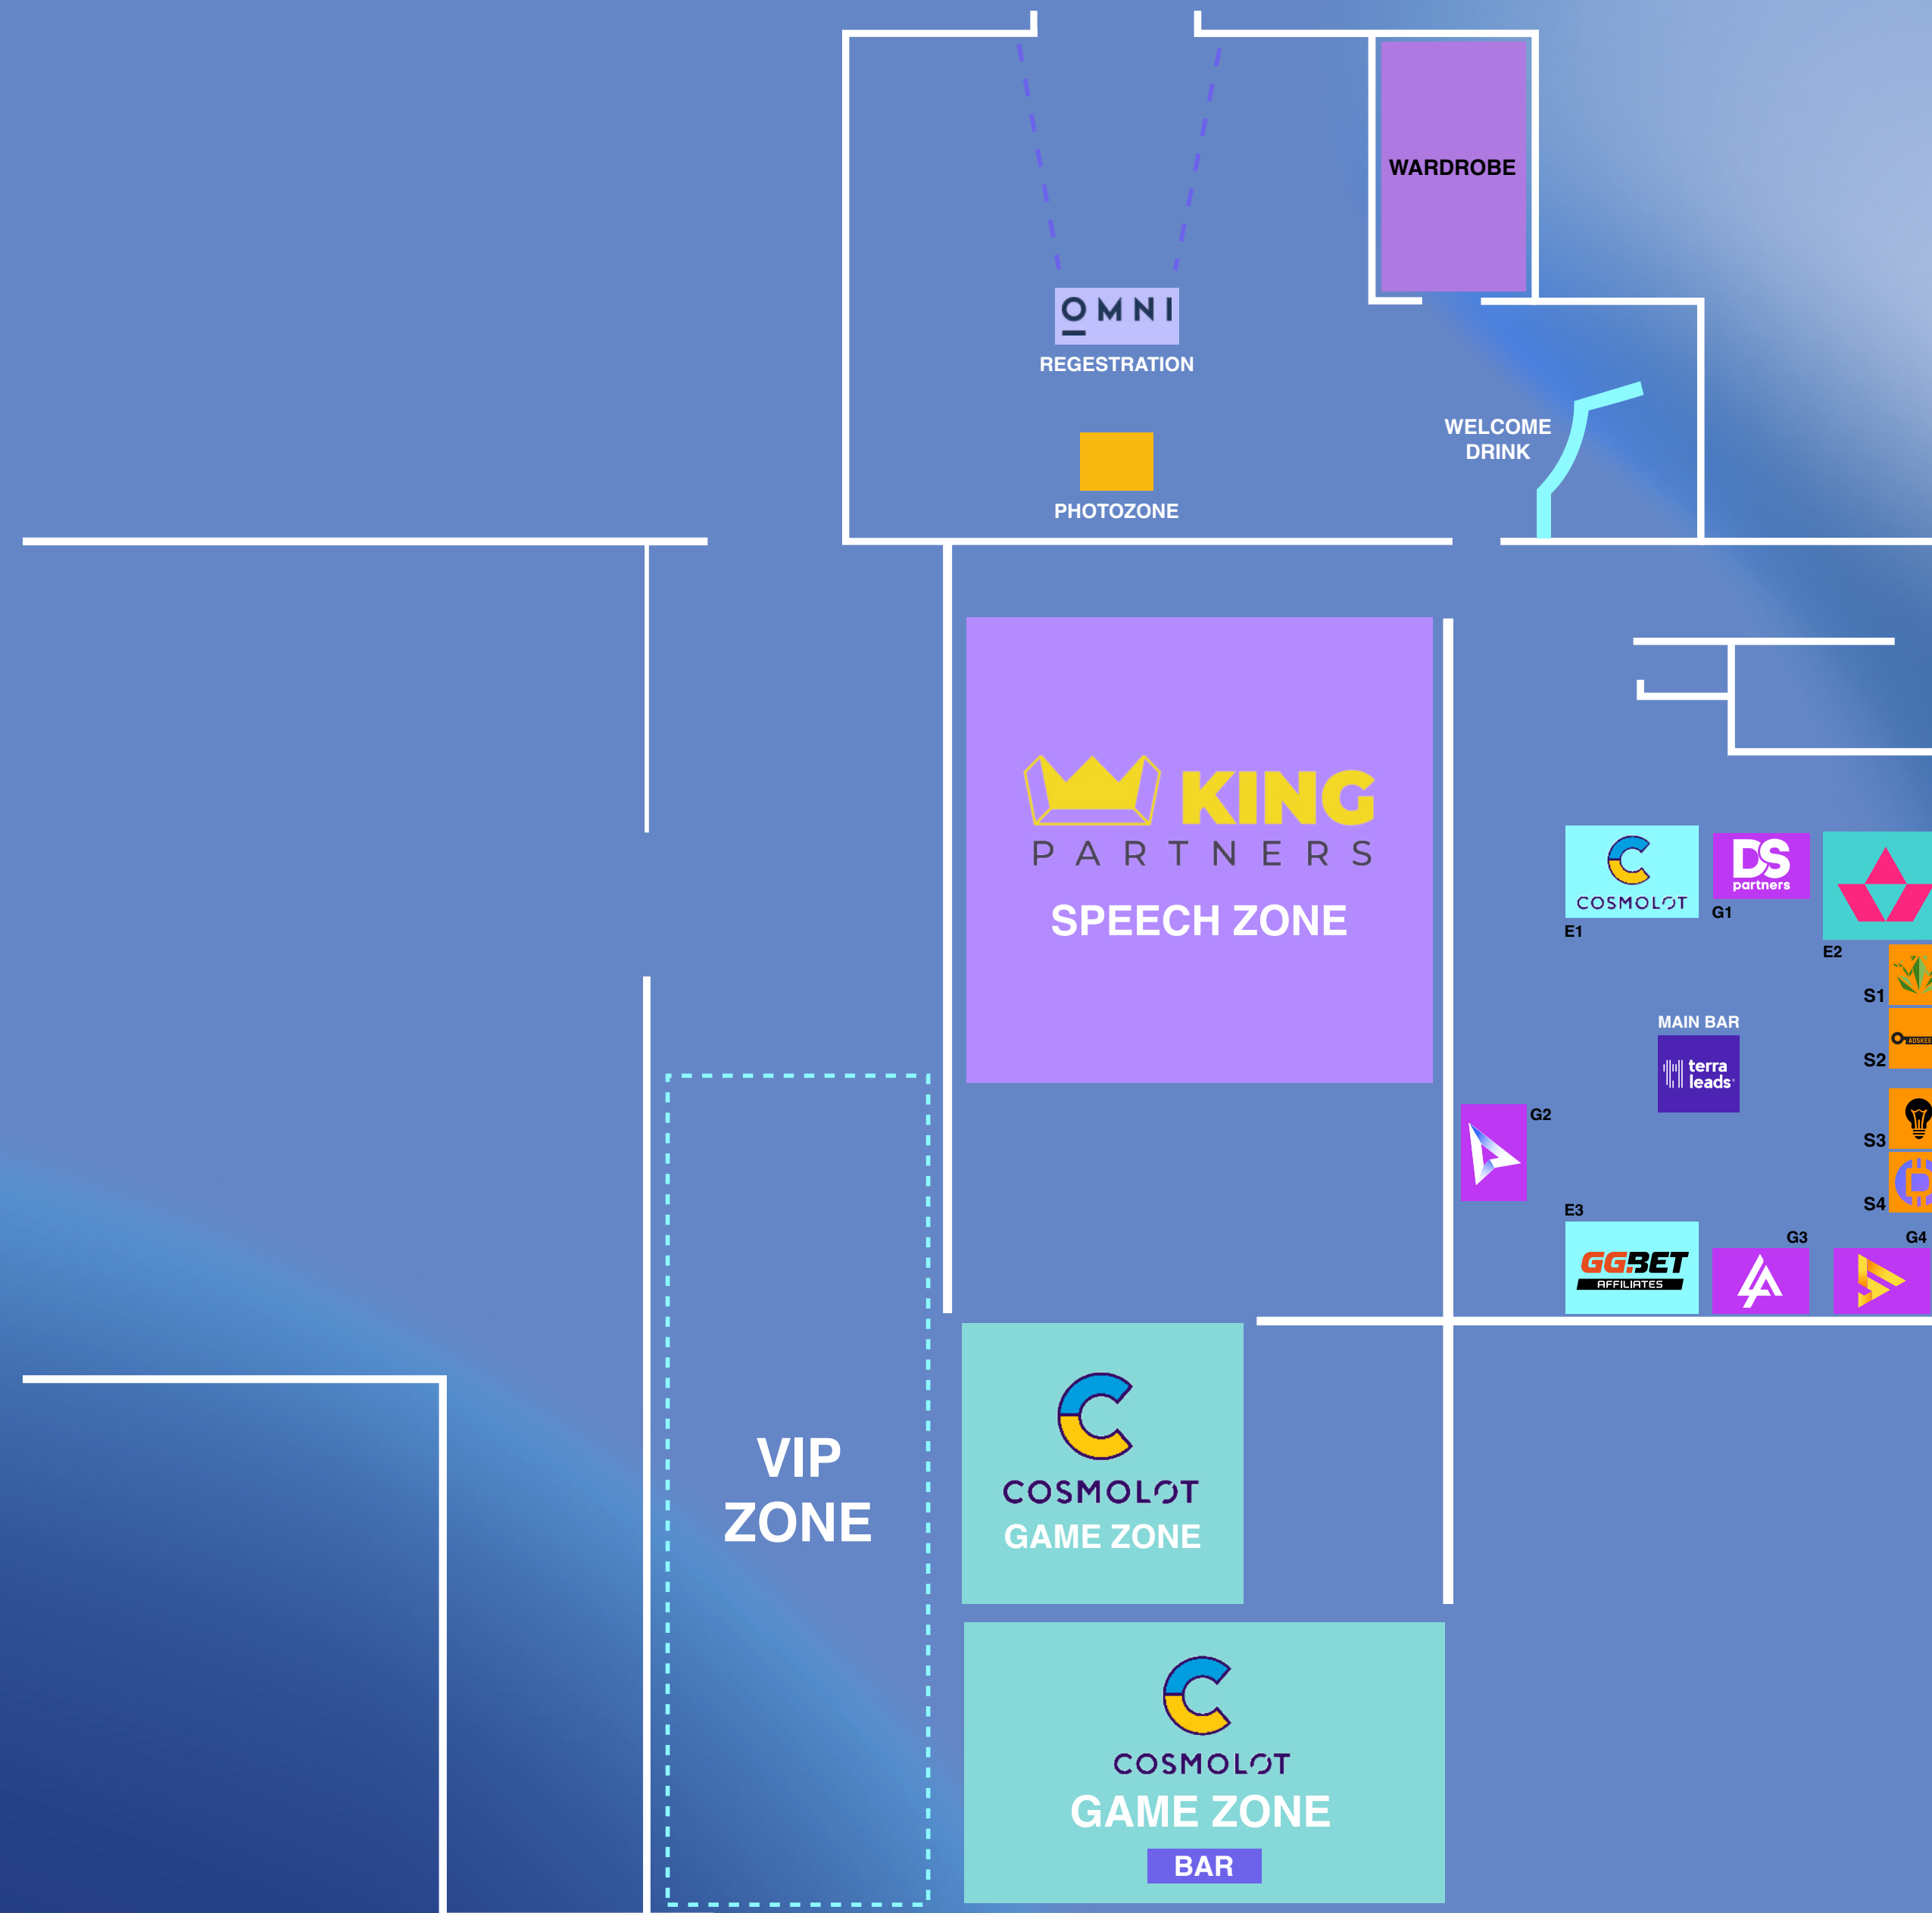 WARDROBE
OMNI
REGESTRATION
WELCOME
DRINK
PHOTOZONE
KING
PARTNERS
SPEECH ZONE
COSMOLOT
E1
DS
partners
G1
E2
S1
S2
MAIN BAR
terra
leads
G2
S3
S4
E3
GG.BET
AFFILIATES
G3
G4
VIP
ZONE
COSMOLOT
GAME ZONE
COSMOLOT
GAME ZONE
BAR